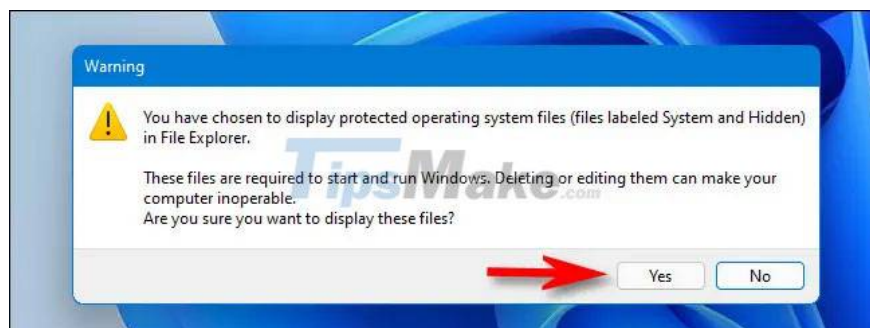 Warning
You have chosen to display protected operating system files (files labeled System and Hidden)
in File Explorer.
These files are required to start and run Windows. Deleting or editing them can make your
computer inoperable.
Are you sure you want to display these files?
TipsMake.com
Yes No